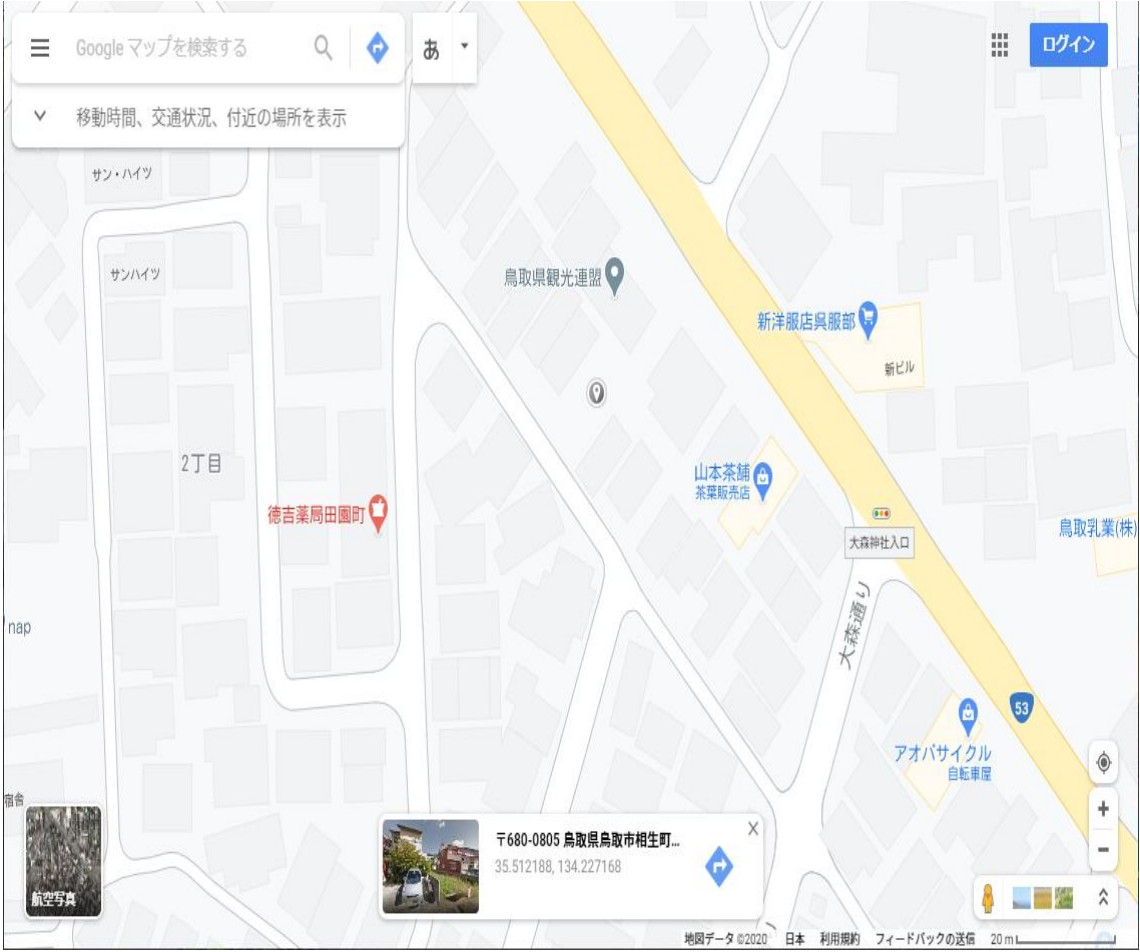 Google マップを検索する
あ
ログイン
移動時間、交通状況、付近の場所を表示
サン・ハイツ
サンハイツ
鳥取県観光連盟
新洋服店呉服部
新ビル
2丁目
山本茶舗
茶葉販売店
徳吉薬局田園町
大森神社入口
鳥取乳業(株)
大森通り
nap
53
アオバサイクル
自転車屋
宿舎
〒680-0805 鳥取県鳥取市相生町...
35.512188, 134.227168
航空写真
地図データ ©2020 日本 利用規約 フィードバックの送信 20 m